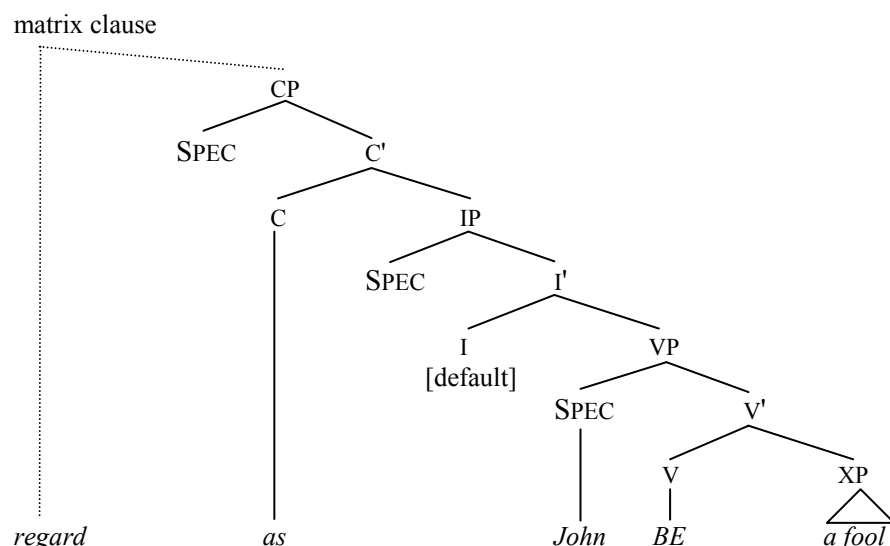 matrix clause
CP
SPEC C'
C IP
SPEC I'
I VP
[default]
SPEC V'
V XP
regard as John BE a fool